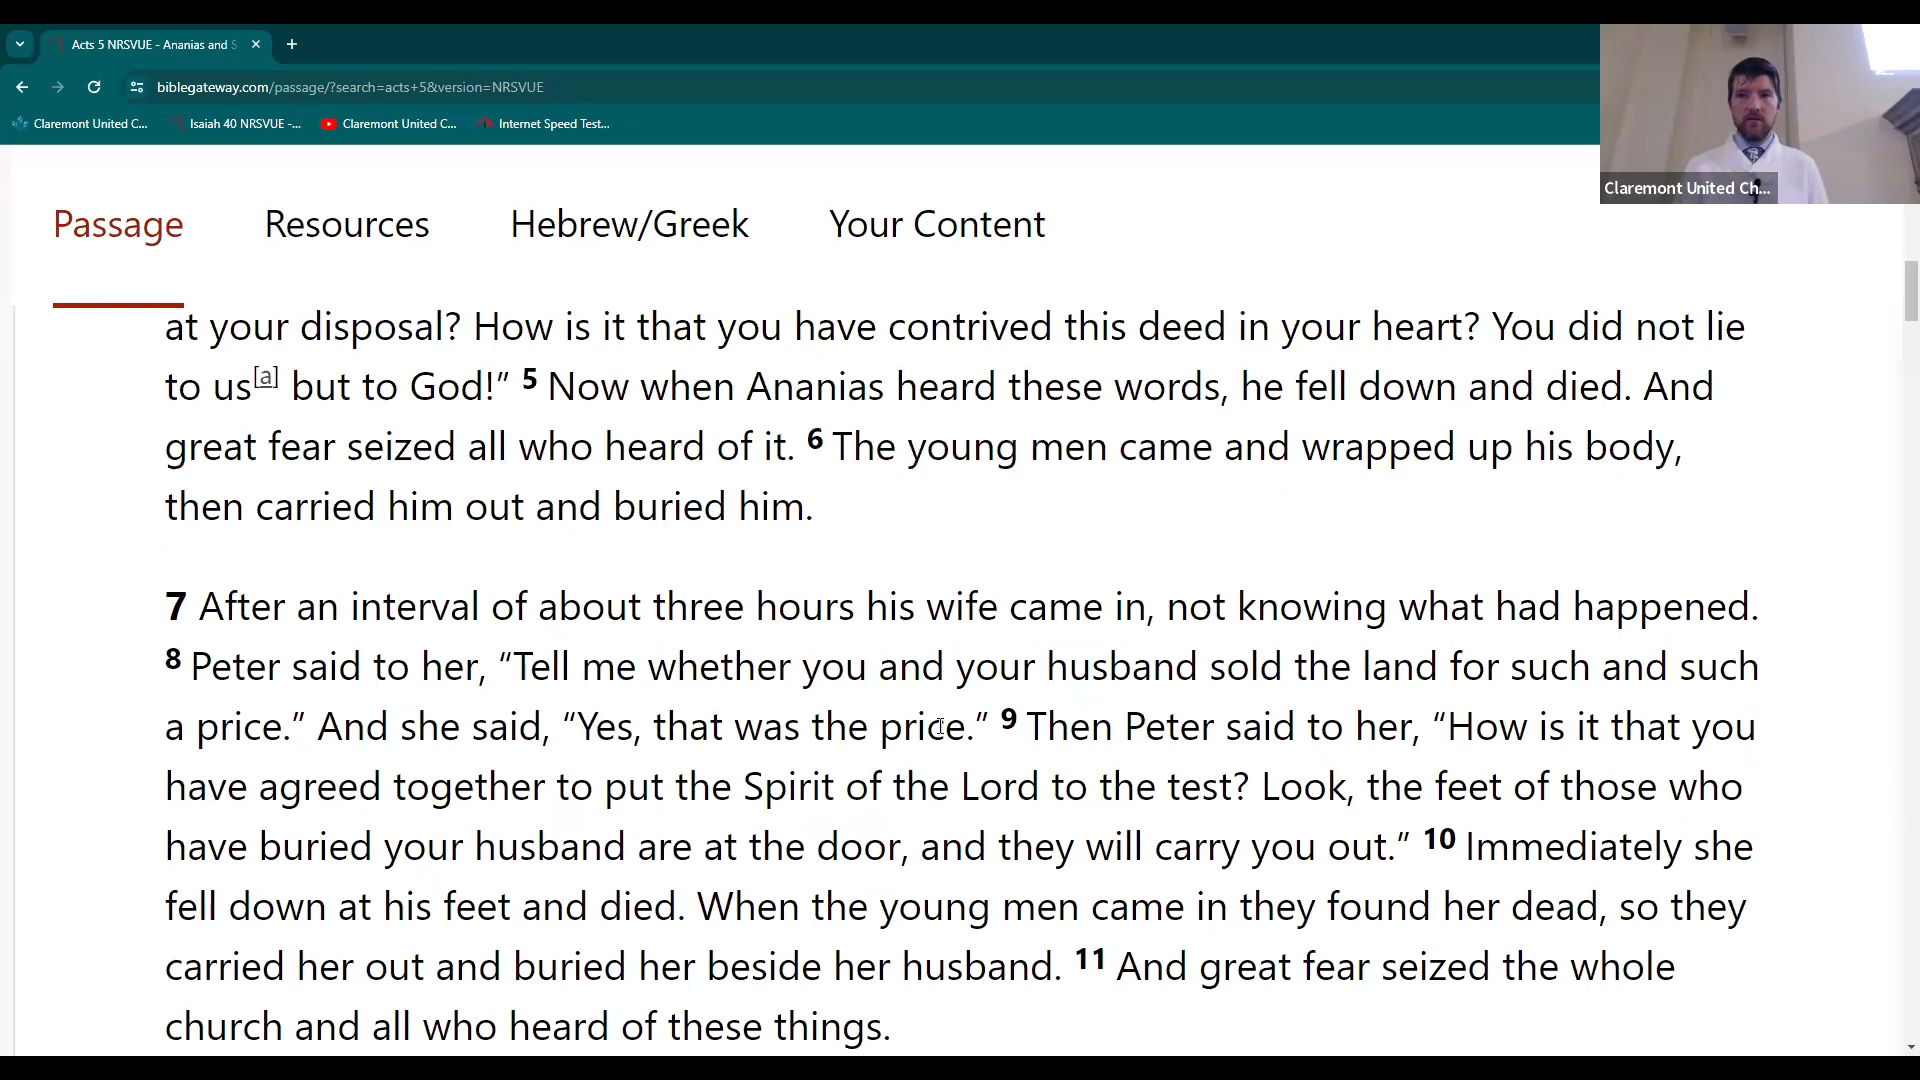 Acts 5 NRSVUE - Ananias and S
biblegateway.com/passage/?search=acts+5&version=NRSVUE
Claremont United C... Isaiah 40 NRSVUE -... Claremont United C... Internet Speed Test...
Claremont United Ch...
Passage Resources Hebrew/Greek Your Content
at your disposal? How is it that you have contrived this deed in your heart? You did not lie
to us[a] but to God!” 5 Now when Ananias heard these words, he fell down and died. And
great fear seized all who heard of it. 6 The young men came and wrapped up his body,
then carried him out and buried him.
7 After an interval of about three hours his wife came in, not knowing what had happened.
8 Peter said to her, “Tell me whether you and your husband sold the land for such and such
a price.” And she said, “Yes, that was the price.” 9 Then Peter said to her, “How is it that you
have agreed together to put the Spirit of the Lord to the test? Look, the feet of those who
have buried your husband are at the door, and they will carry you out.” 10 Immediately she
fell down at his feet and died. When the young men came in they found her dead, so they
carried her out and buried her beside her husband. 11 And great fear seized the whole
church and all who heard of these things.